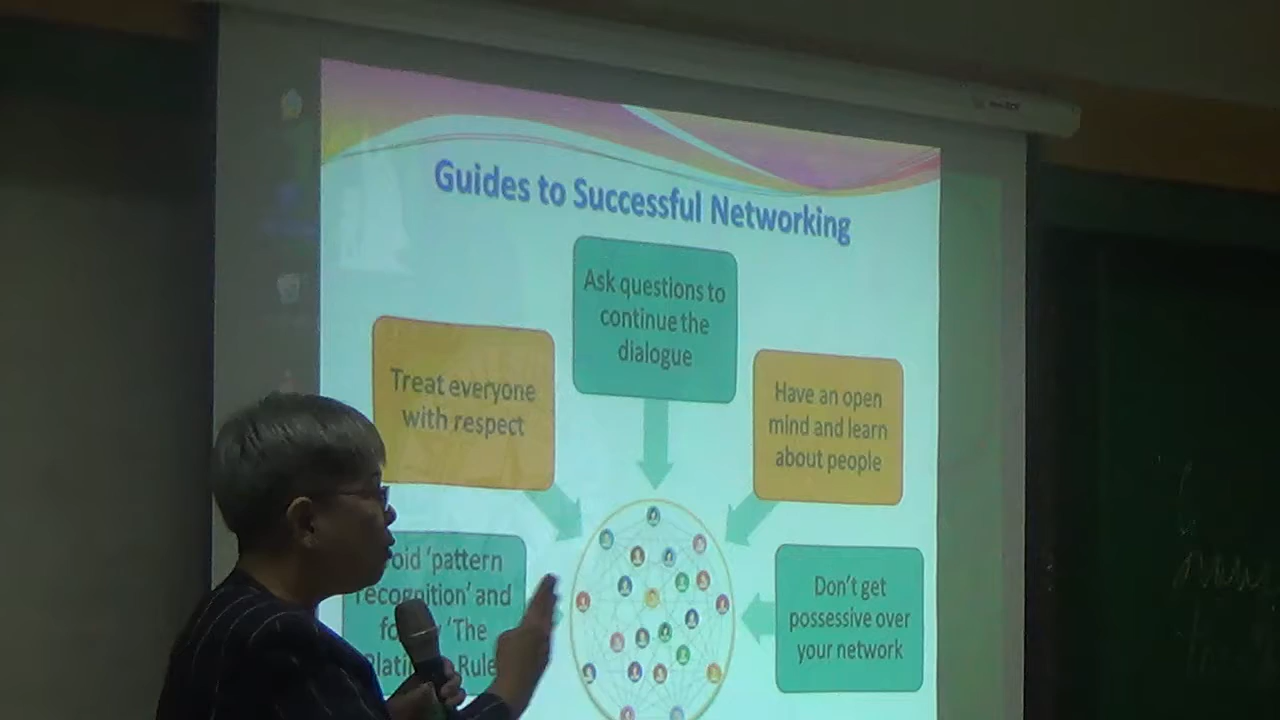 Guides to Successful Networking
Ask questions to
continue the
dialogue
Treat everyone
with respect
Have an open
mind and learn
about people
'pattern
recognition' and
'The
Rule
Don't get
possessive over
your network